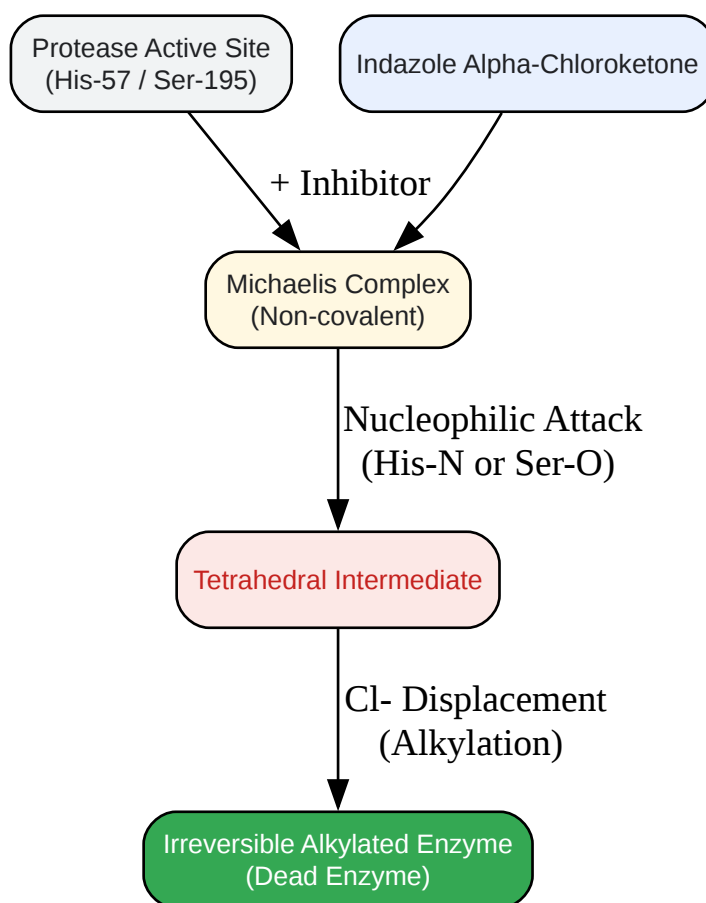 Protease Active Site
(His-57 / Ser-195)
Indazole Alpha-Chloroketone
+ Inhibitor
Michaelis Complex
(Non-covalent)
Nucleophilic Attack
(His-N or Ser-O)
Tetrahedral Intermediate
Cl- Displacement
(Alkylation)
Irreversible Alkylated Enzyme
(Dead Enzyme)